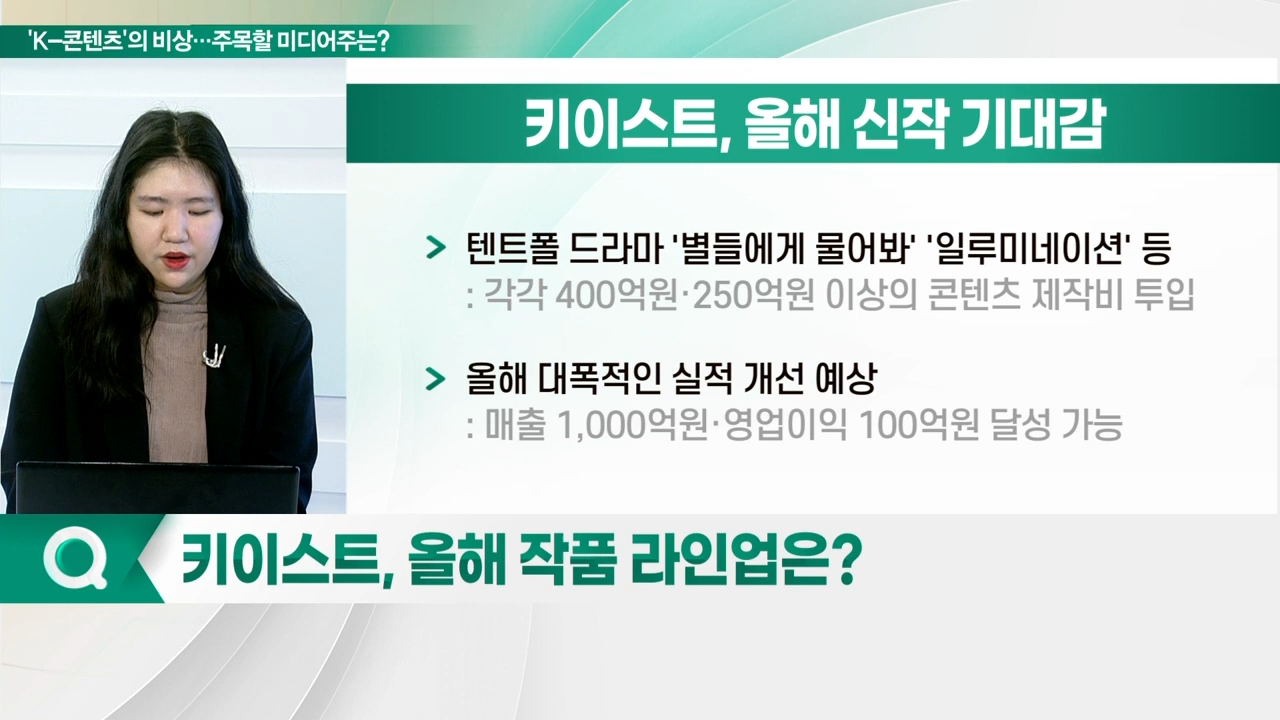 'K-콘텐츠'의 비상…주목할 미디어주는?
키이스트, 올해 신작 기대감
텐트폴 드라마 '별들에게 물어봐' '일루미네이션' 등
: 각각 400억원·250억원 이상의 콘텐츠 제작비 투입
올해 대폭적인 실적 개선 예상
: 매출 1,000억원·영업이익 100억원 달성 가능
Q 키이스트, 올해 작품 라인업은?